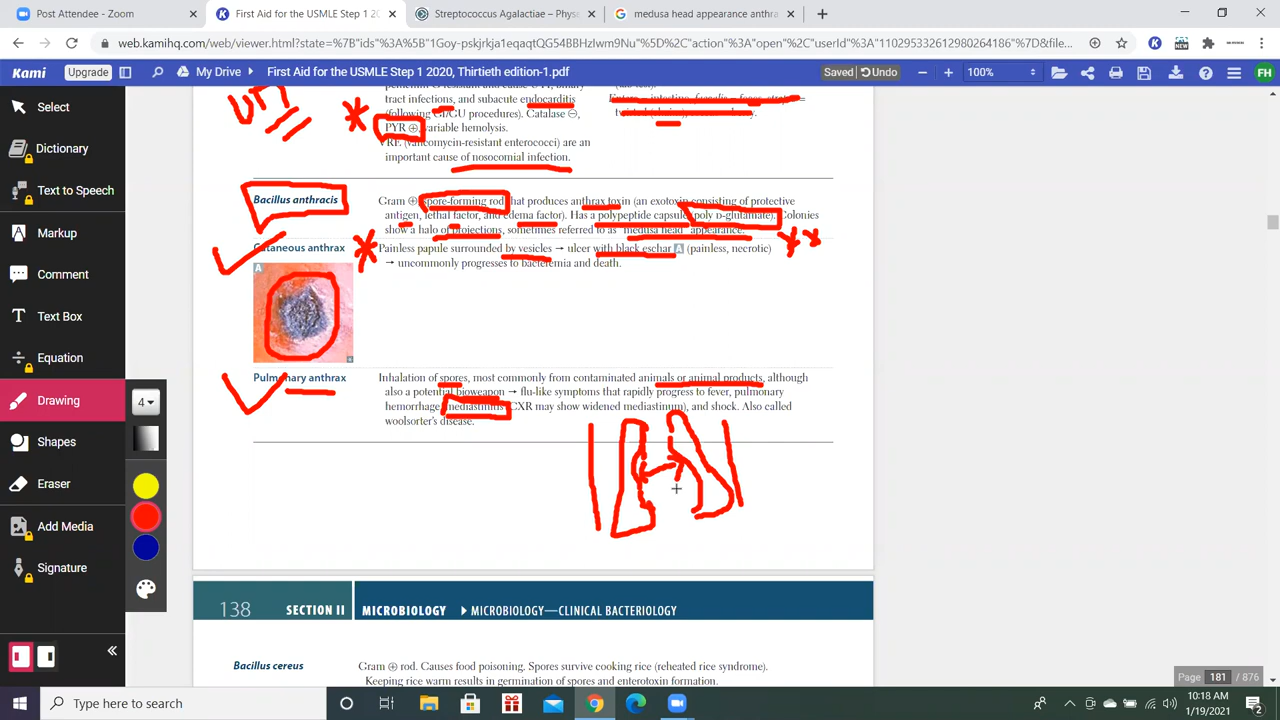 Post Attendee - Zoom
First Aid for the USMLE Step 1 20
Streptococcus Agalactiae – Physi
medusa head appearance anthra
web.kamihq.com/web/viewer.html?state=%7B"ids"%3A%5B"1Goy-pskjrkja1eqaqtQG54BBHzIwm9Nu"%5D%2C"action"%3A"open"%2C"userId"%3A"110295332612980264186"%7D&file...
NEW
FH
Kami
Upgrade
My Drive
First Aid for the USMLE Step 1 2020, Thirtieth edition-1.pdf
Saved
Undo
100%
FH
Select
Dictionary
Text to Speech
Markup
Comment
Text Box
Equation
Drawing
4
Shapes
Eraser
Add Media
Signature
UTI
tract infections, and subacute endocarditis
(following GI/GU procedures). Catalase ⊖,
PYR ⊕, variable hemolysis.
VRE (vancomycin-resistant enterococci) are an
important cause of nosocomial infection.
Bacillus anthracis
Gram ⊕ spore-forming rod that produces anthrax toxin (an exotoxin consisting of protective
antigen, lethal factor, and edema factor). Has a polypeptide capsule (poly D-glutamate). Colonies
show a halo of projections, sometimes referred to as "medusa head" appearance.
Cutaneous anthrax
Painless papule surrounded by vesicles → ulcer with black eschar A (painless, necrotic)
→ uncommonly progresses to bacteremia and death.
A
Pulmonary anthrax
Inhalation of spores, most commonly from contaminated animals or animal products, although
also a potential bioweapon → flu-like symptoms that rapidly progress to fever, pulmonary
hemorrhage, mediastinitis (CXR may show widened mediastinum), and shock. Also called
woolsorter's disease.
138
SECTION II
MICROBIOLOGY
MICROBIOLOGY—CLINICAL BACTERIOLOGY
Bacillus cereus
Gram ⊕ rod. Causes food poisoning. Spores survive cooking rice (reheated rice syndrome).
Keeping rice warm results in germination of spores and enterotoxin formation.
Page 181 / 876
Type here to search
10:18 AM
1/19/2021
2